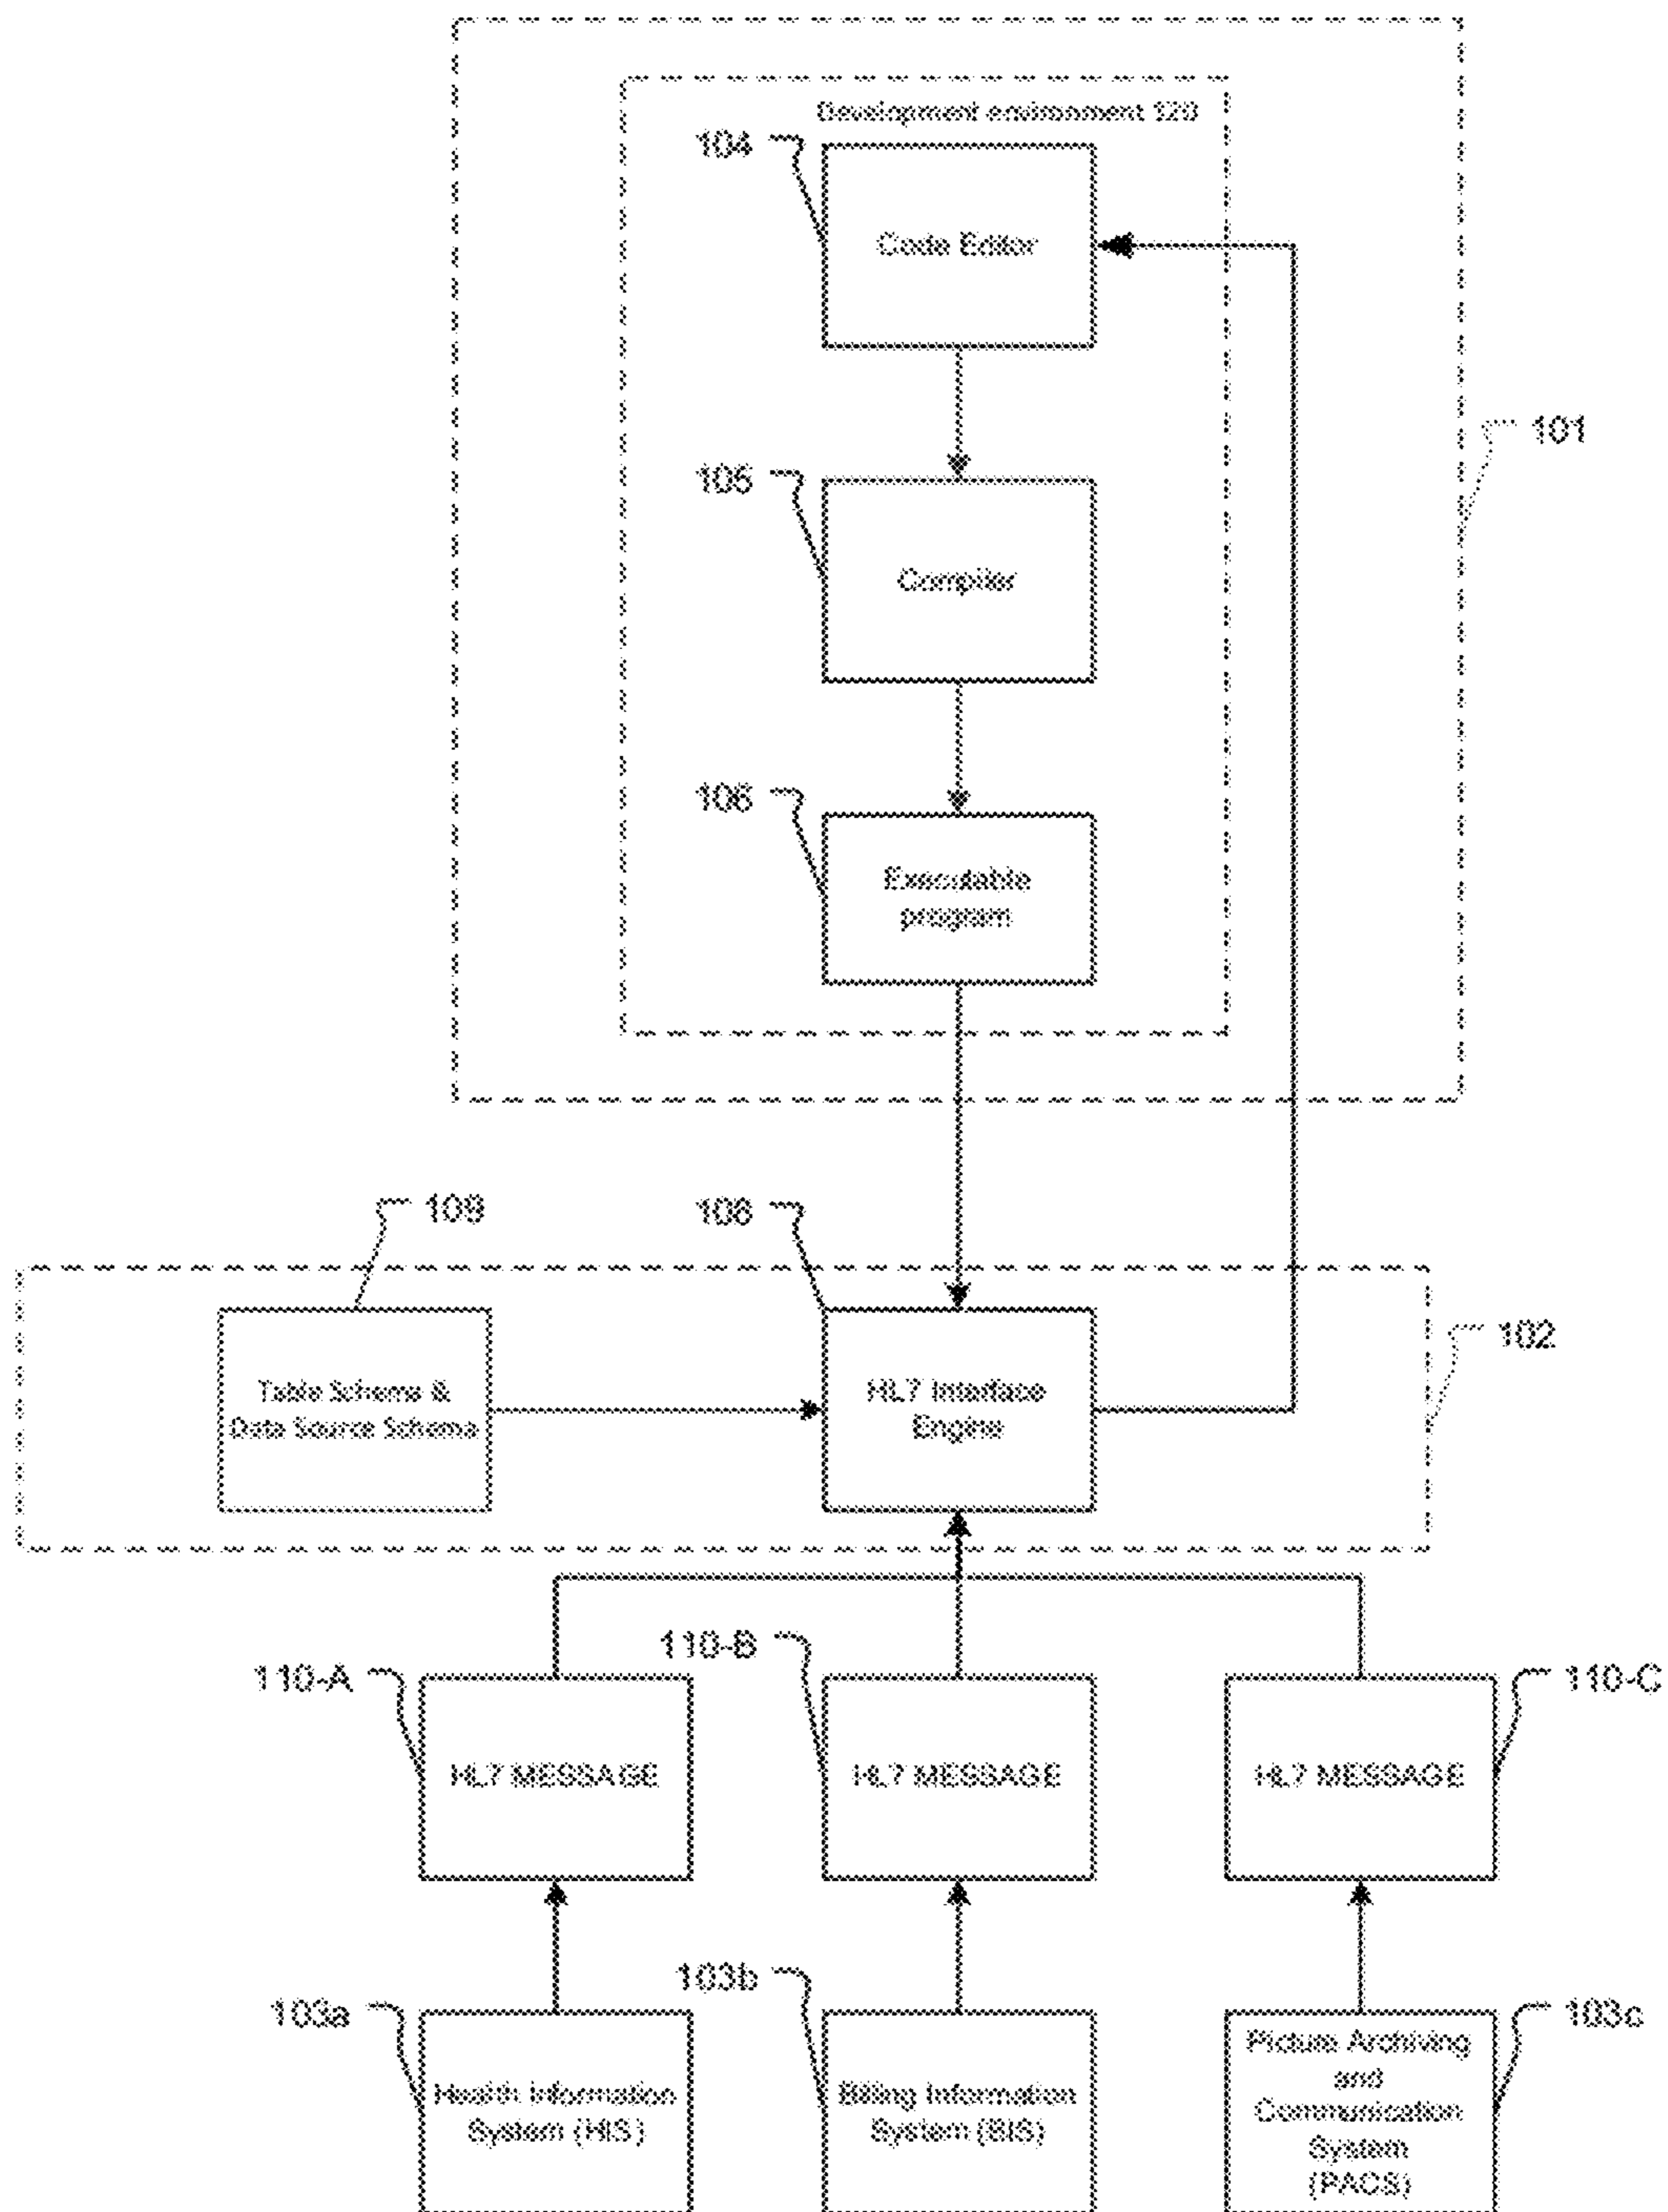 Development environment 120
104
Code Editor
101
105
Compiler
106
Executable
program
109
108
102
Table Schema &
Data Source Schema
HL7 Interface
Engine
110-A
110-B
110-C
HL7 MESSAGE
HL7 MESSAGE
HL7 MESSAGE
103a
103b
103c
Health Information
System (HIS)
Billing Information
System (BIS)
Picture Archiving
and
Communication
System
(PACS)